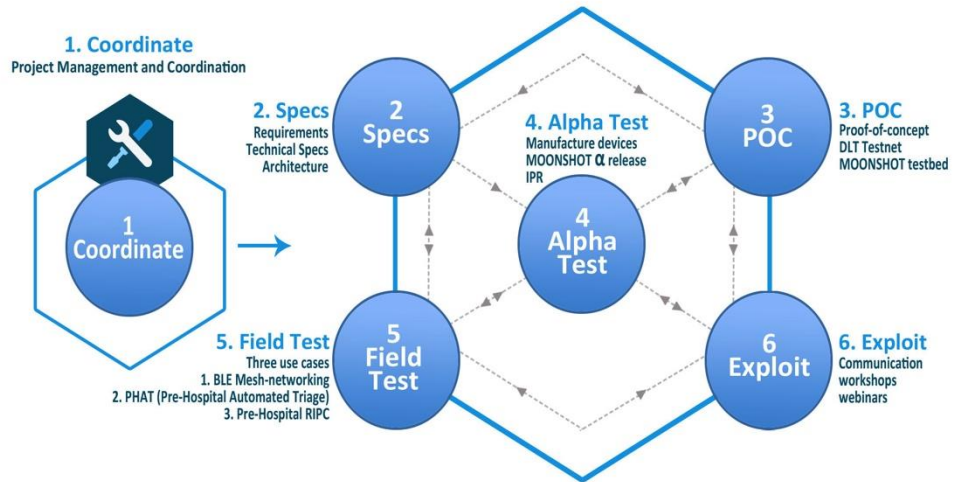 1. Coordinate
Project Management and Coordination
1
Coordinate
2. Specs
Requirements
Technical Specs
Architecture
2
Specs
3
POC
3. POC
Proof-of-concept
DLT Testnet
MOONSHOT testbed
4. Alpha Test
Manufacture devices
MOONSHOT α release
IPR
4
Alpha
Test
5. Field Test
Three use cases
1. BLE Mesh-networking
2. PHAT (Pre-Hospital Automated Triage)
3. Pre-Hospital RIPC
5
Field
Test
6
Exploit
6. Exploit
Communication
workshops
webinars